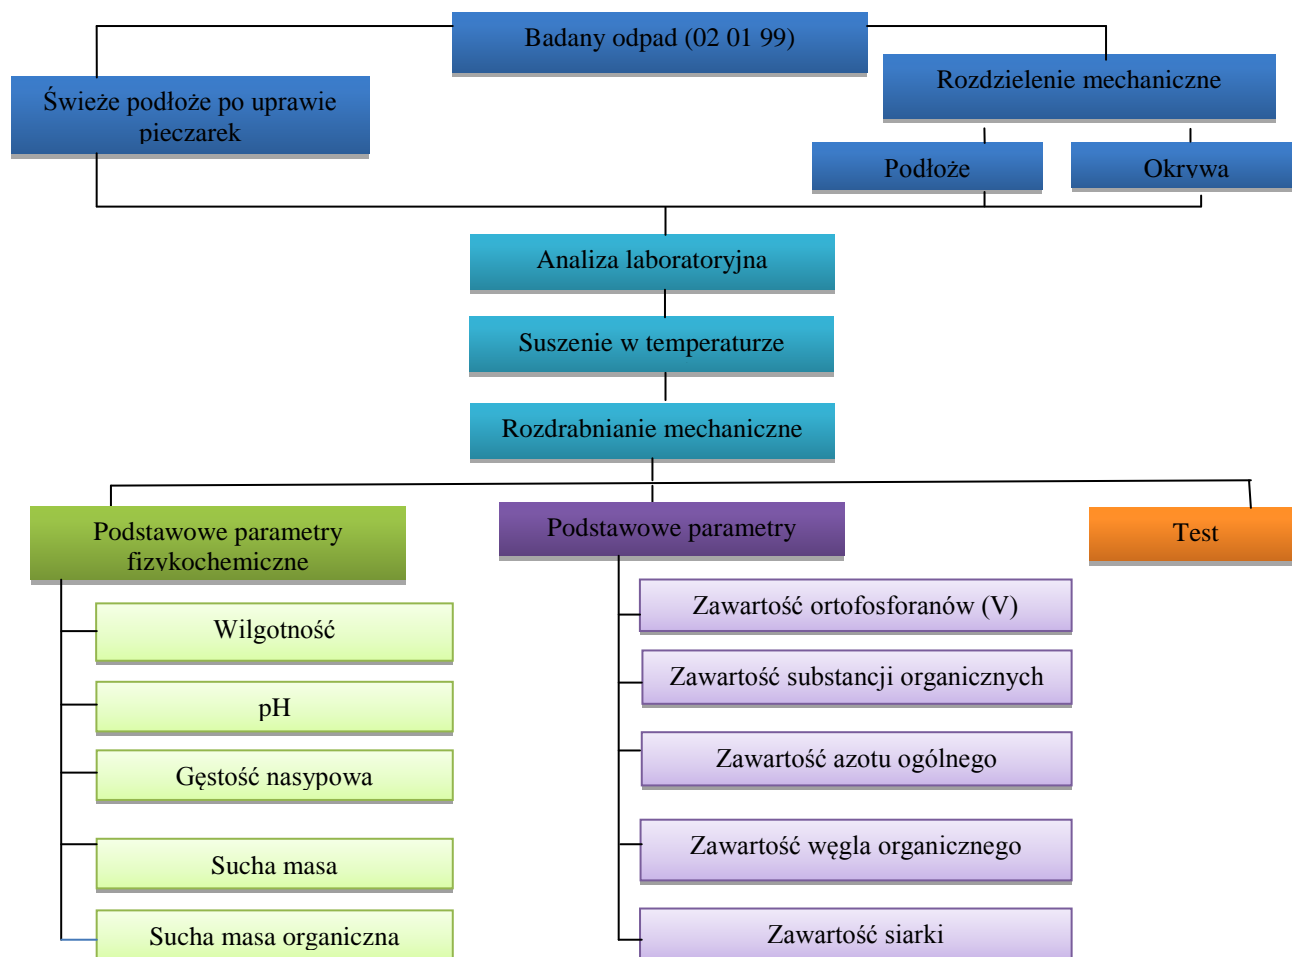 Badany odpad (02 01 99)
Świeże podłoże po uprawie
pieczarek
Rozdzielenie mechaniczne
Podłoże
Okrywa
Analiza laboratoryjna
Suszenie w temperaturze
Rozdrabnianie mechaniczne
Podstawowe parametry
fizykochemiczne
Podstawowe parametry
Test
Wilgotność
pH
Gęstość nasypowa
Sucha masa
Sucha masa organiczna
Zawartość ortofosforanów (V)
Zawartość substancji organicznych
Zawartość azotu ogólnego
Zawartość węgla organicznego
Zawartość siarki